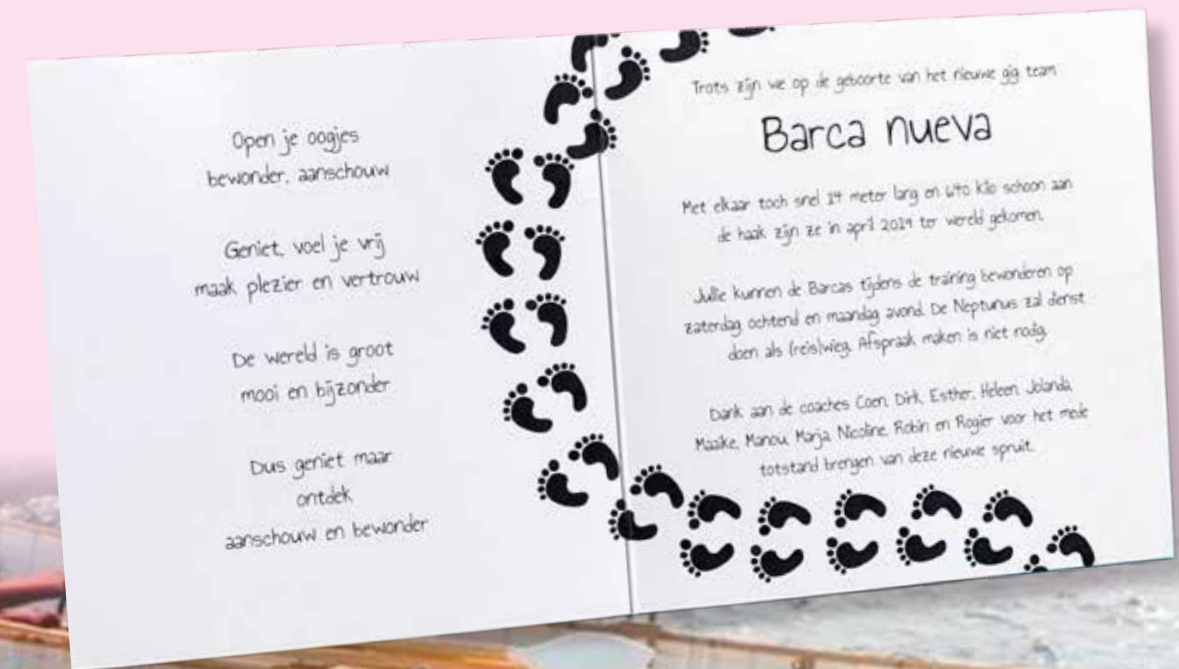 Open je oogjes
bewonder, aanschouw
Geniet, voel je vrij
maak plezier en vertrouw
De wereld is groot
mooi en bijzonder
Dus geniet maar
ontdek
aanschouw en bewonder
Trots zijn we op de geboorte van het nieuwe gig team
Barca nueva
Met elkaar toch snel 14 meter lang en 640 kilo schoon aan
de haak zijn ze in april 2019 ter wereld gekomen.
Jullie kunnen de Barcas tijdens de training bewonderen op
zaterdag ochtend en maandag avond. De Neptunus zal dienst
doen als (reis)wieg. Afspraak maken is niet nodig.
Dank aan de coaches Coen, Dirk, Esther, Heleen, Jolanda,
Maaike, Manou, Marja, Nicoline, Robin en Rogier voor het mede
totstand brengen van deze nieuwe spruit.